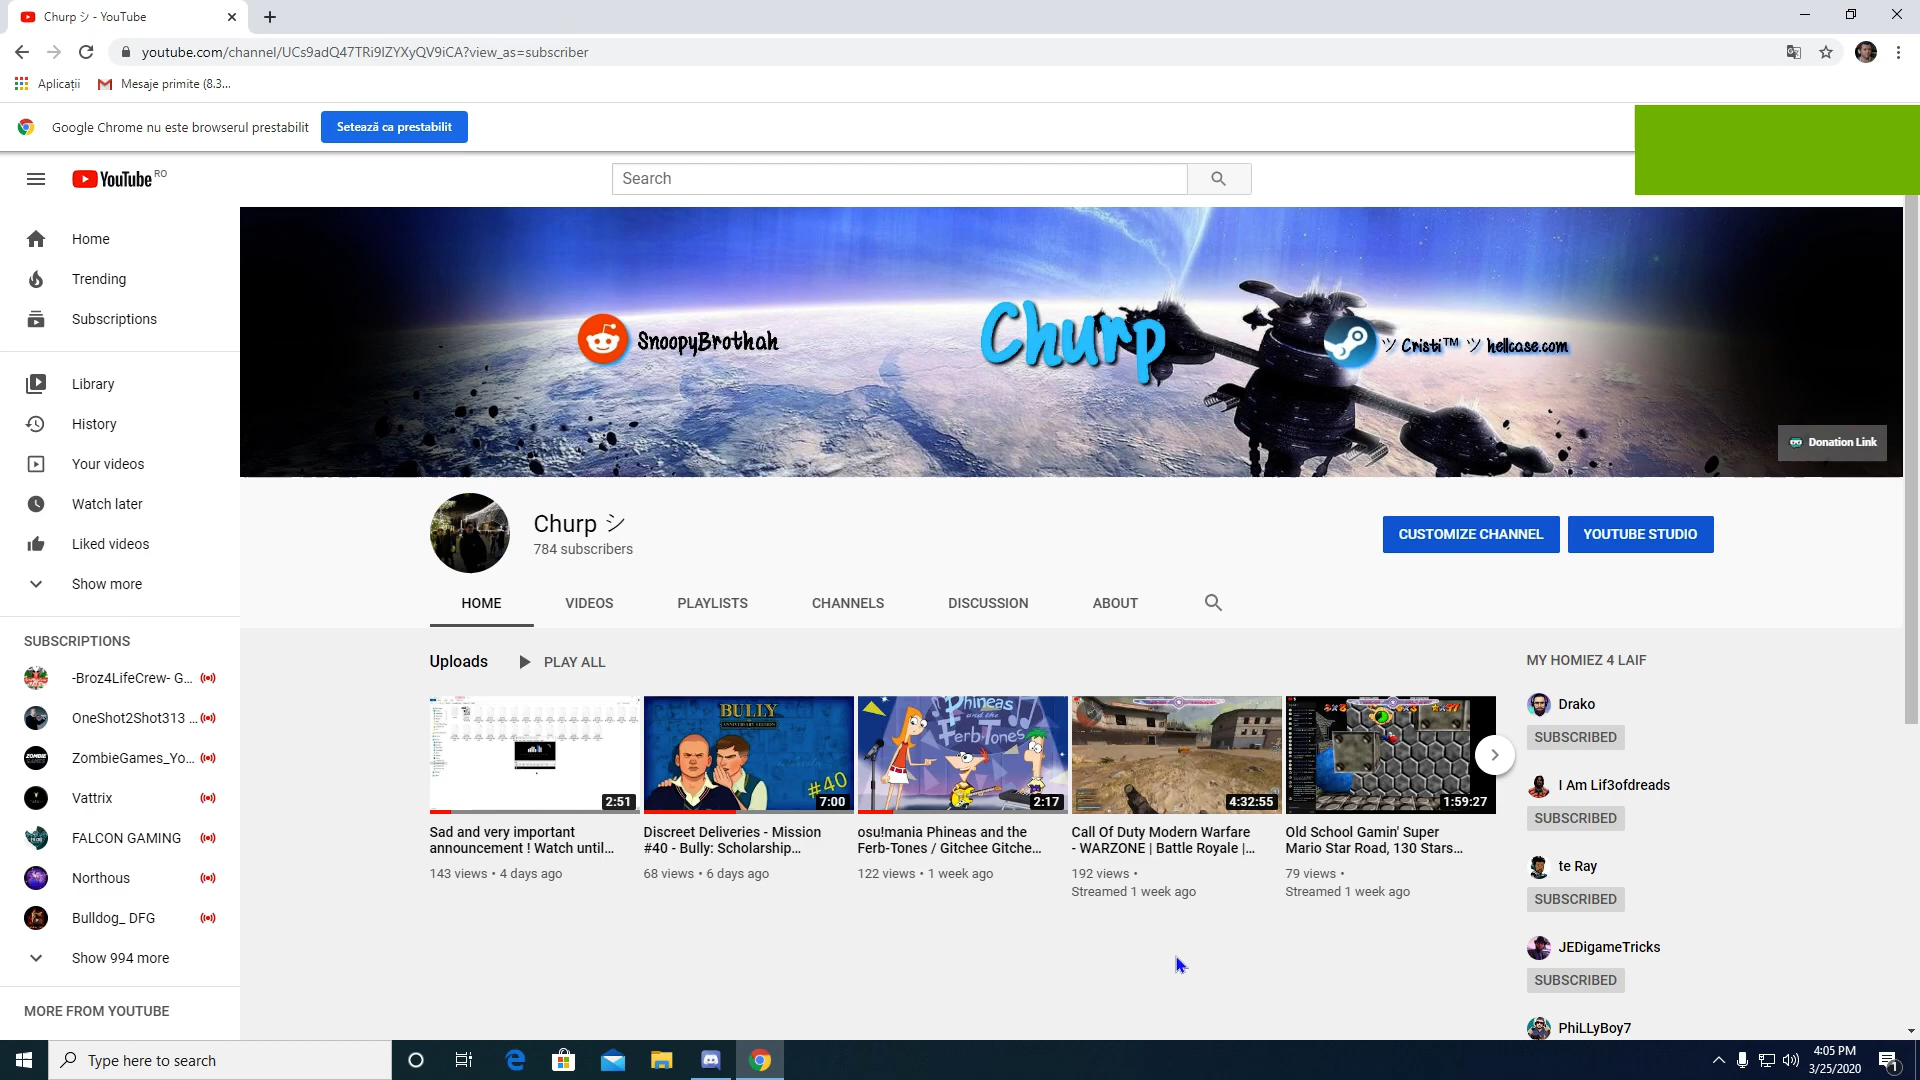 Churp シ - YouTube
youtube.com/channel/UCs9adQ47TRi9IZYXyQV9iCA?view_as=subscriber
Aplicații
Mesaje primite (8.3...
Google Chrome nu este browserul prestabilit
Setează ca prestabilit
YouTube RO
Search
Home
Trending
Subscriptions
Library
History
Your videos
Watch later
Liked videos
Show more
SUBSCRIPTIONS
-Broz4LifeCrew- G...
OneShot2Shot313 ...
ZombieGames_Yo...
Vattrix
FALCON GAMING
Northous
Bulldog_ DFG
Show 994 more
MORE FROM YOUTUBE
SnoopyBrothah
Churp
ツ Cristi™ ツ hellcase.com
Donation Link
Churp シ
784 subscribers
CUSTOMIZE CHANNEL
YOUTUBE STUDIO
HOME
VIDEOS
PLAYLISTS
CHANNELS
DISCUSSION
ABOUT
Uploads
PLAY ALL
2:51
Sad and very important
announcement ! Watch until...
143 views • 4 days ago
BULLY
#40
7:00
Discreet Deliveries - Mission
#40 - Bully: Scholarship...
68 views • 6 days ago
Phineas
and the
Ferb-Tones
2:17
osu!mania Phineas and the
Ferb-Tones / Gitchee Gitche...
122 views • 1 week ago
4:32:55
Call Of Duty Modern Warfare
- WARZONE | Battle Royale |...
192 views •
Streamed 1 week ago
1:59:27
Old School Gamin' Super
Mario Star Road, 130 Stars...
79 views •
Streamed 1 week ago
MY HOMIEZ 4 LAIF
Drako
SUBSCRIBED
I Am Lif3ofdreads
SUBSCRIBED
te Ray
SUBSCRIBED
JEDigameTricks
SUBSCRIBED
PhiLLyBoy7
Type here to search
4:05 PM
3/25/2020
1